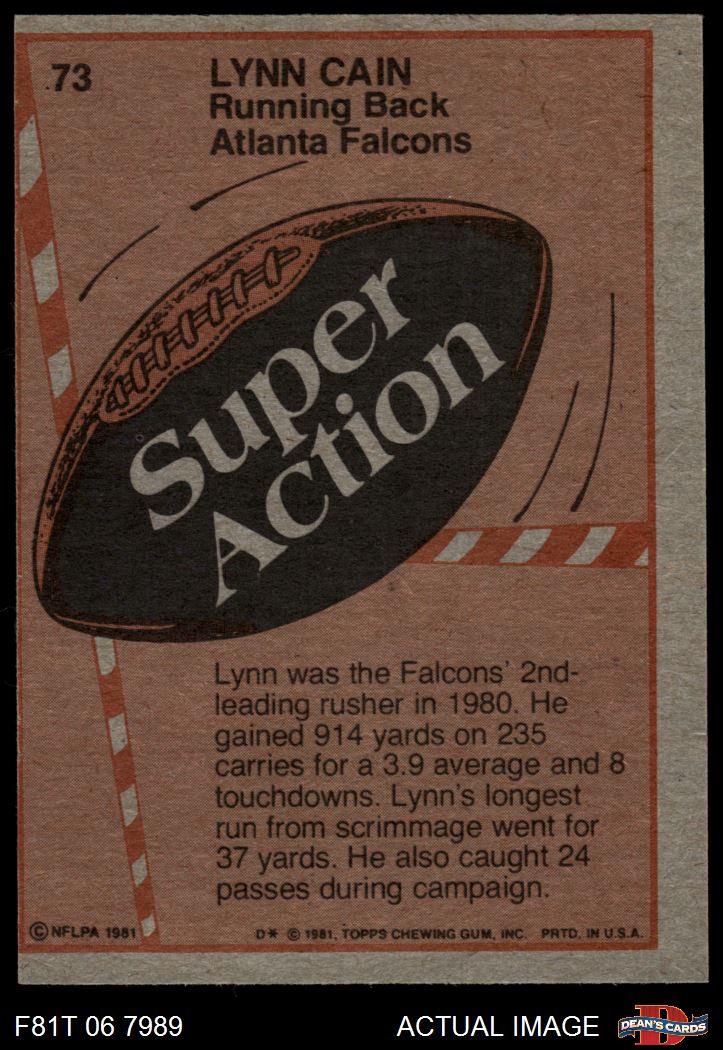 73
LYNN CAIN
Running Back
Atlanta Falcons
Super
Action
Lynn was the Falcons' 2nd-
leading rusher in 1980. He
gained 914 yards on 235
carries for a 3.9 average and 8
touchdowns. Lynn's longest
run from scrimmage went for
37 yards. He also caught 24
passes during campaign.
© NFLPA 1981
D* © 1981, TOPPS CHEWING GUM, INC. PRTD. IN U.S.A.
F81T 06 7989
ACTUAL IMAGE
D
DEAN'S CARDS